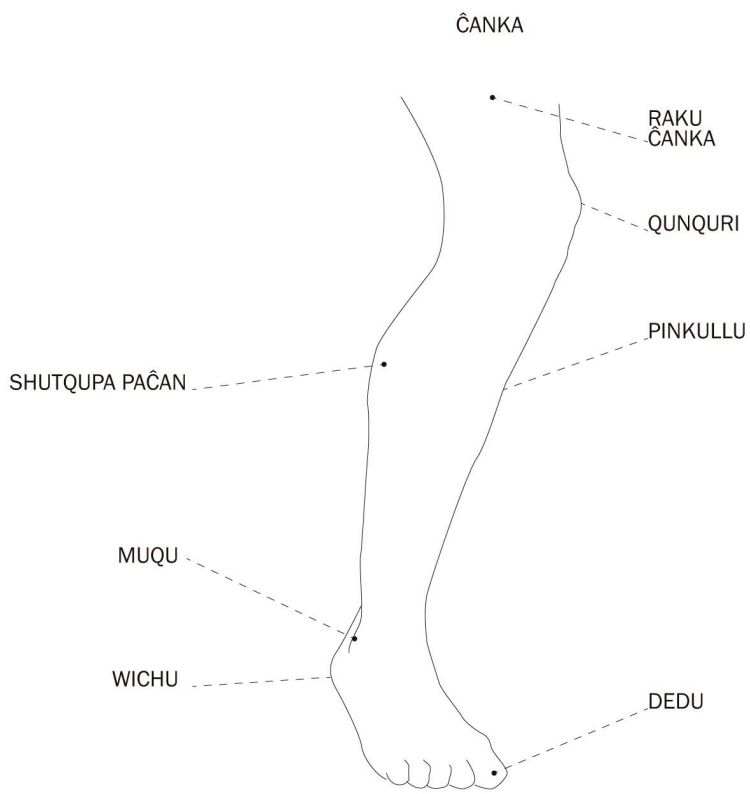 ĈANKA
RAKU
ĈANKA
QUNQURI
PINKULLU
SHUTQUPA PAĈAN
MUQU
WICHU
DEDU